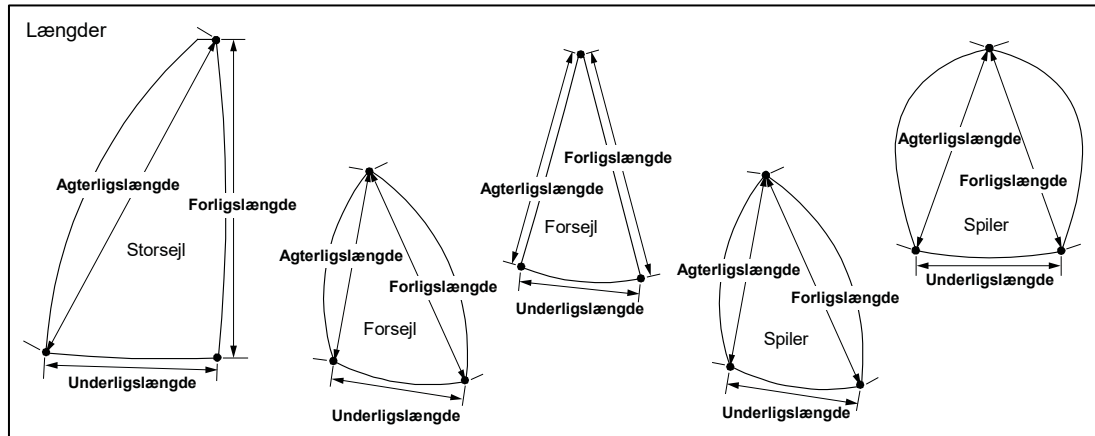 Længder
Agterligslængde
Forligslængde
Storsejl
Underligslængde
Agterligslængde
Forligslængde
Forsejl
Underligslængde
Forligslængde
Agterligslængde
Forsejl
Underligslængde
Agterligslængde
Forligslængde
Spiler
Underligslængde
Agterligslængde
Forligslængde
Spiler
Underligslængde